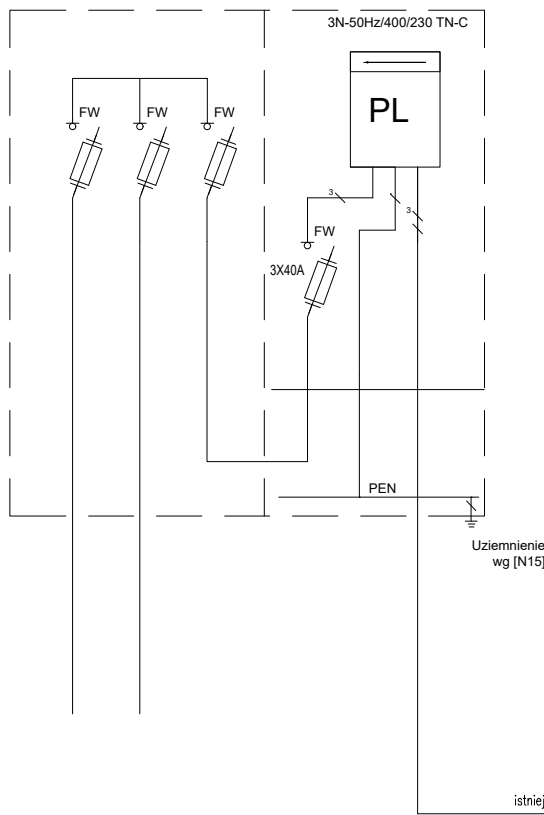 3N-50Hz/400/230 TN-C
PL
FW
FW
FW
3
3
FW
3X40A
PEN
Uziemnienie
wg [N15]
istniej